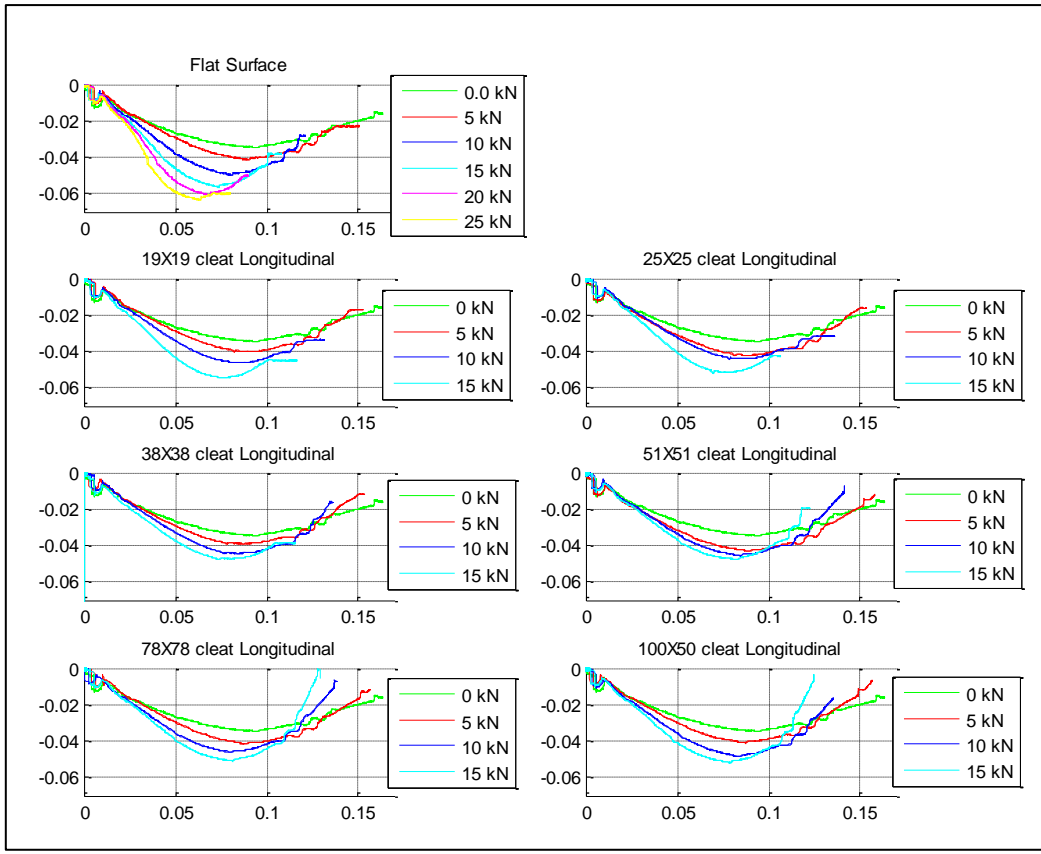 Flat Surface
0
-0.02
-0.04
-0.06
0 0.05 0.1 0.15
0.0 kN
5 kN
10 kN
15 kN
20 kN
25 kN
19X19 cleat Longitudinal
0
-0.02
-0.04
-0.06
0 0.05 0.1 0.15
0 kN
5 kN
10 kN
15 kN
25X25 cleat Longitudinal
0
-0.02
-0.04
-0.06
0 0.05 0.1 0.15
0 kN
5 kN
10 kN
15 kN
38X38 cleat Longitudinal
0
-0.02
-0.04
-0.06
0 0.05 0.1 0.15
0 kN
5 kN
10 kN
15 kN
51X51 cleat Longitudinal
0
-0.02
-0.04
-0.06
0 0.05 0.1 0.15
0 kN
5 kN
10 kN
15 kN
78X78 cleat Longitudinal
0
-0.02
-0.04
-0.06
0 0.05 0.1 0.15
0 kN
5 kN
10 kN
15 kN
100X50 cleat Longitudinal
0
-0.02
-0.04
-0.06
0 0.05 0.1 0.15
0 kN
5 kN
10 kN
15 kN